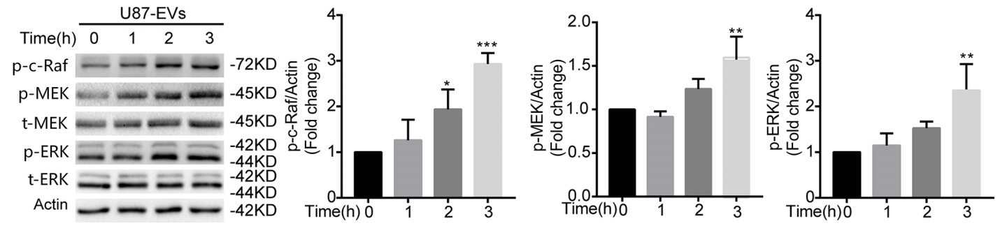 U87-EVs
Time(h) 0 1 2 3
p-c-Raf -72KD
p-MEK -45KD
t-MEK -45KD
p-ERK -42KD
-44KD
t-ERK -42KD
-44KD
Actin -42KD
p-c-Raf/Actin
(Fold change)
4
3
2
1
0
*
***
Time(h) 0 1 2 3
p-MEK/Actin
(Fold change)
2.0
1.5
1.0
0.5
0.0
**
Time(h) 0 1 2 3
p-ERK/Actin
(Fold change)
4
3
2
1
0
**
Time(h) 0 1 2 3